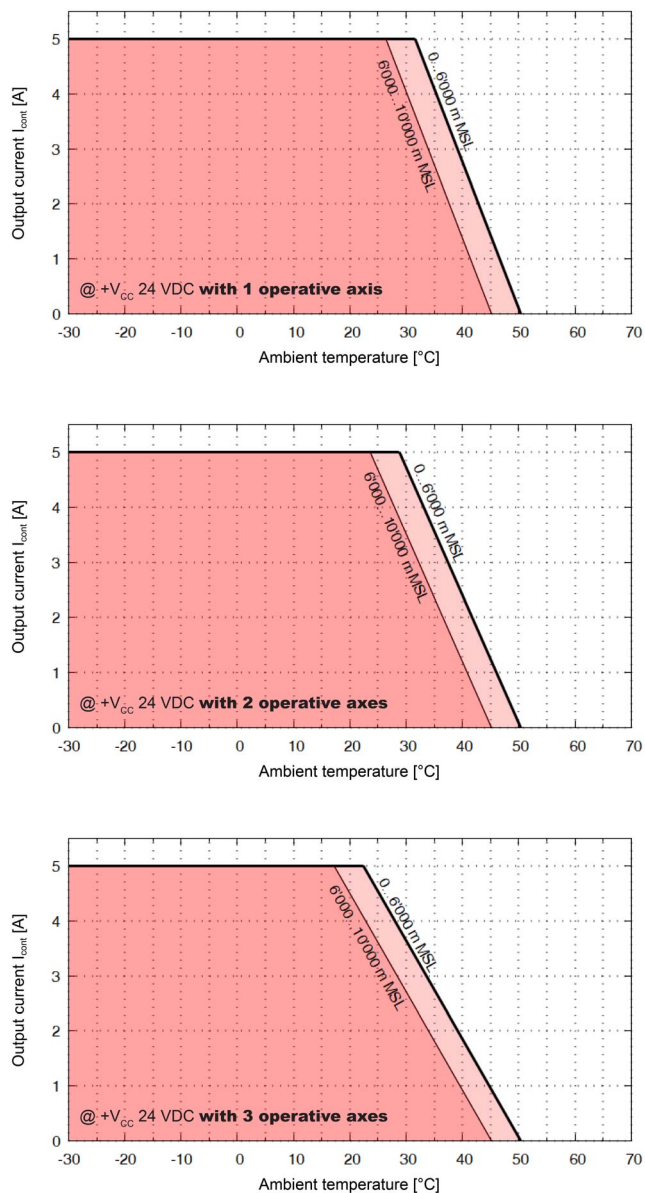 Output current Icont [A]
5
4
3
2
1
0
6'000...10'000 m MSL
0...6'000 m MSL
@ +VCC 24 VDC with 1 operative axis
-30 -20 -10 0 10 20 30 40 50 60 70
Ambient temperature [°C]
Output current Icont [A]
5
4
3
2
1
0
6'000...10'000 m MSL
0...6'000 m MSL
@ +VCC 24 VDC with 2 operative axes
-30 -20 -10 0 10 20 30 40 50 60 70
Ambient temperature [°C]
Output current Icont [A]
5
4
3
2
1
0
6'000...10'000 m MSL
0...6'000 m MSL
@ +VCC 24 VDC with 3 operative axes
-30 -20 -10 0 10 20 30 40 50 60 70
Ambient temperature [°C]